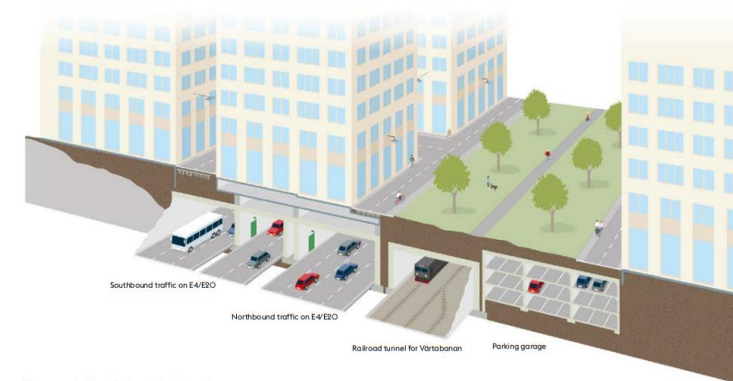 Southbound traffic on E4/E20
Northbound traffic on E4/E20
Railroad tunnel for Värtabanan
Parking garage